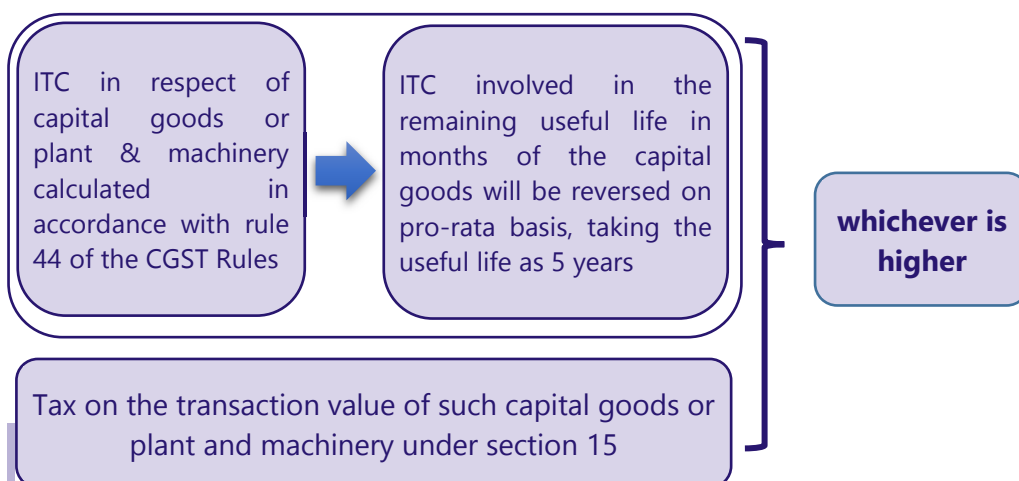 ITC in respect of
capital goods or
plant & machinery
calculated in
accordance with rule
44 of the CGST Rules
ITC involved in the
remaining useful life in
months of the capital
goods will be reversed on
pro-rata basis, taking the
useful life as 5 years
whichever is
higher
Tax on the transaction value of such capital goods or
plant and machinery under section 15